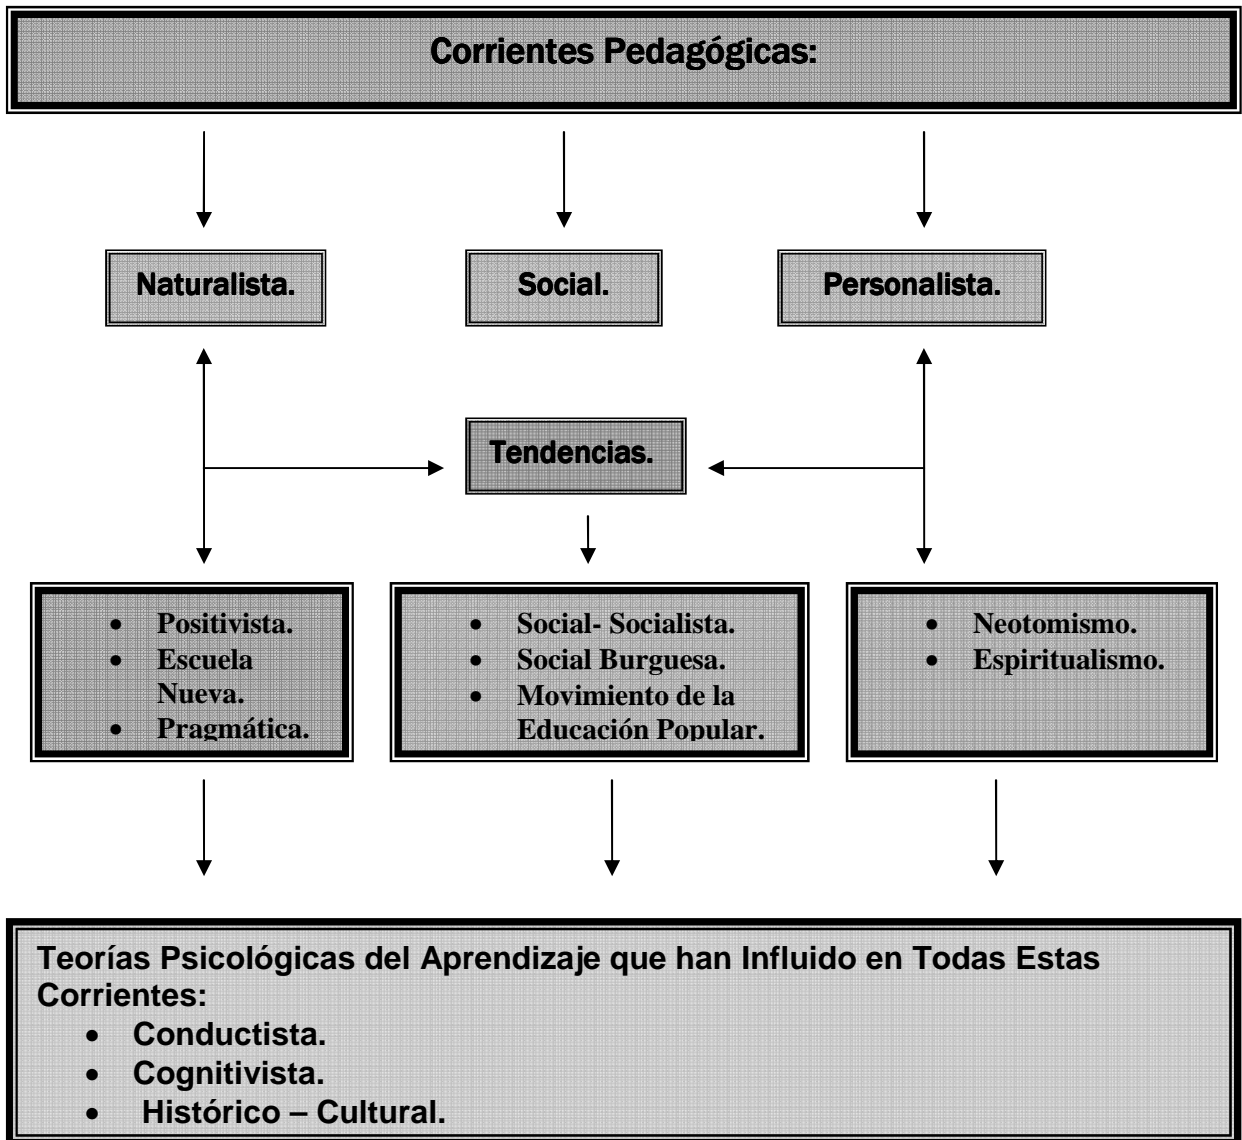 Corrientes Pedagógicas:
Naturalista.
Social.
Personalista.
Tendencias.
• Positivista.
• Escuela
Nueva.
• Pragmática.
• Social- Socialista.
• Social Burguesa.
• Movimiento de la
Educación Popular.
• Neotomismo.
• Espiritualismo.
Teorías Psicológicas del Aprendizaje que han Influido en Todas Estas
Corrientes:
• Conductista.
• Cognitivista.
• Histórico – Cultural.